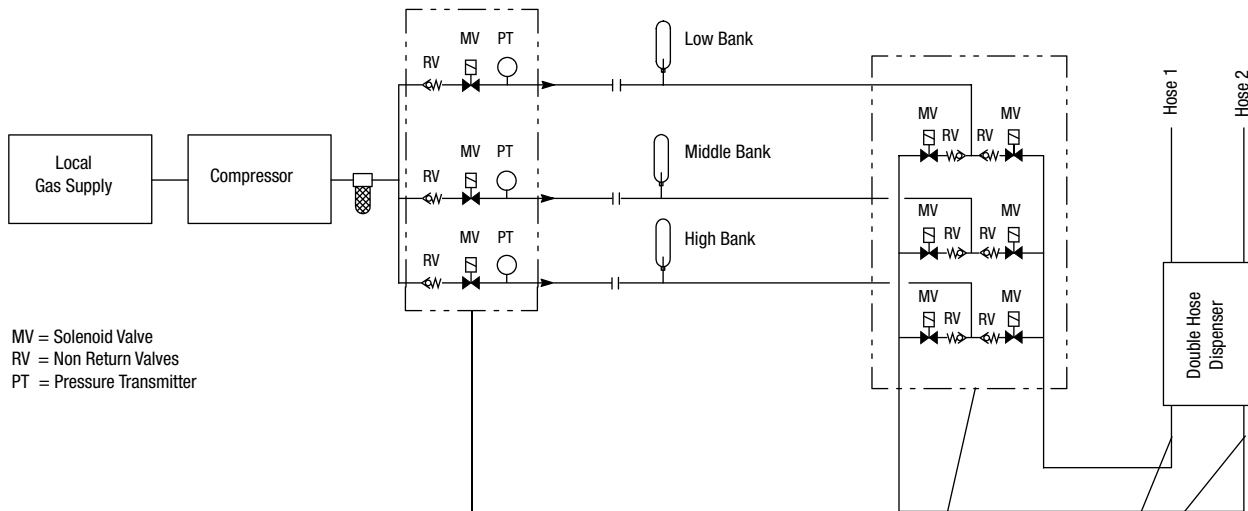 MV PT
Low Bank
RV
Hose 1
Hose 2
MV MV
RV RV
MV PT
Middle Bank
Local
Gas Supply
Compressor
RV
MV MV
RV RV
MV PT
High Bank
RV
MV MV
RV RV
Double Hose
Dispenser
MV = Solenoid Valve
RV = Non Return Valves
PT = Pressure Transmitter